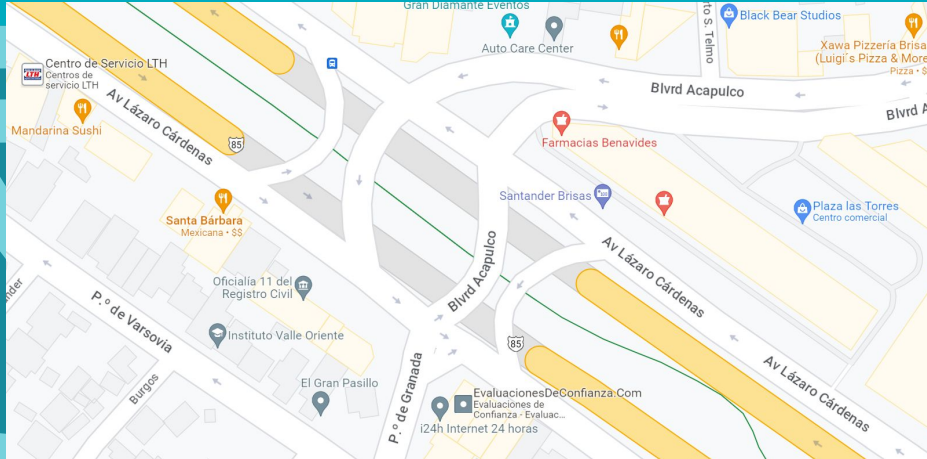 Gran Diamante Eventos
Auto Care Center
to S. Telmo
Black Bear Studios
Xawa Pizzería Brisa
(Luigi´s Pizza & More
Pizza • $
Centro de Servicio LTH
Centros de
servicio LTH
LTH
Mandarina Sushi
Av Lázaro Cárdenas
85
Blvrd Acapulco
Blvrd A
Farmacias Benavides
Santander Brisas
Plaza las Torres
Centro comercial
Santa Bárbara
Mexicana • $$
Blvrd Acapulco
Av Lázaro Cárdenas
Oficialía 11 del
Registro Civil
Instituto Valle Oriente
P.º de Varsovia
nder
Burgos
El Gran Pasillo
P.º de Granada
85
EvaluacionesDeConfianza.Com
Evaluaciones de
Confianza - Evaluac...
i24h Internet 24 horas
Av Lázaro Cárdenas